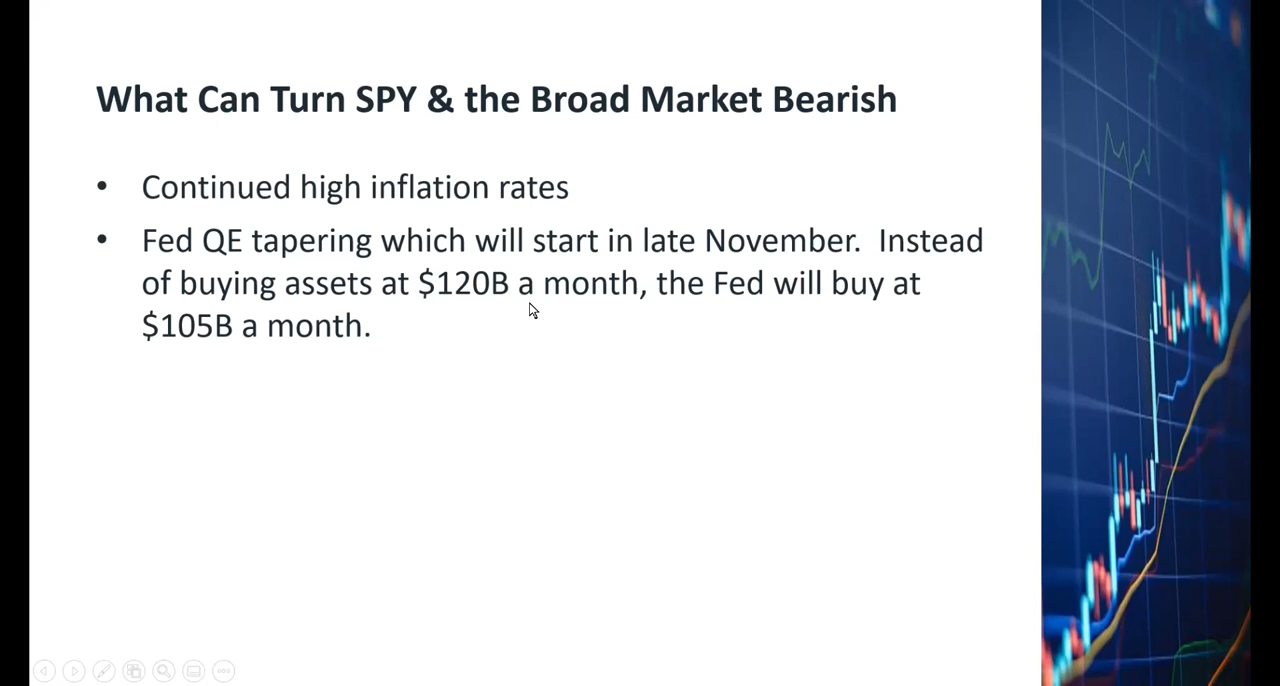 What Can Turn SPY & the Broad Market Bearish
• Continued high inflation rates
• Fed QE tapering which will start in late November.  Instead
of buying assets at $120B a month, the Fed will buy at
$105B a month.